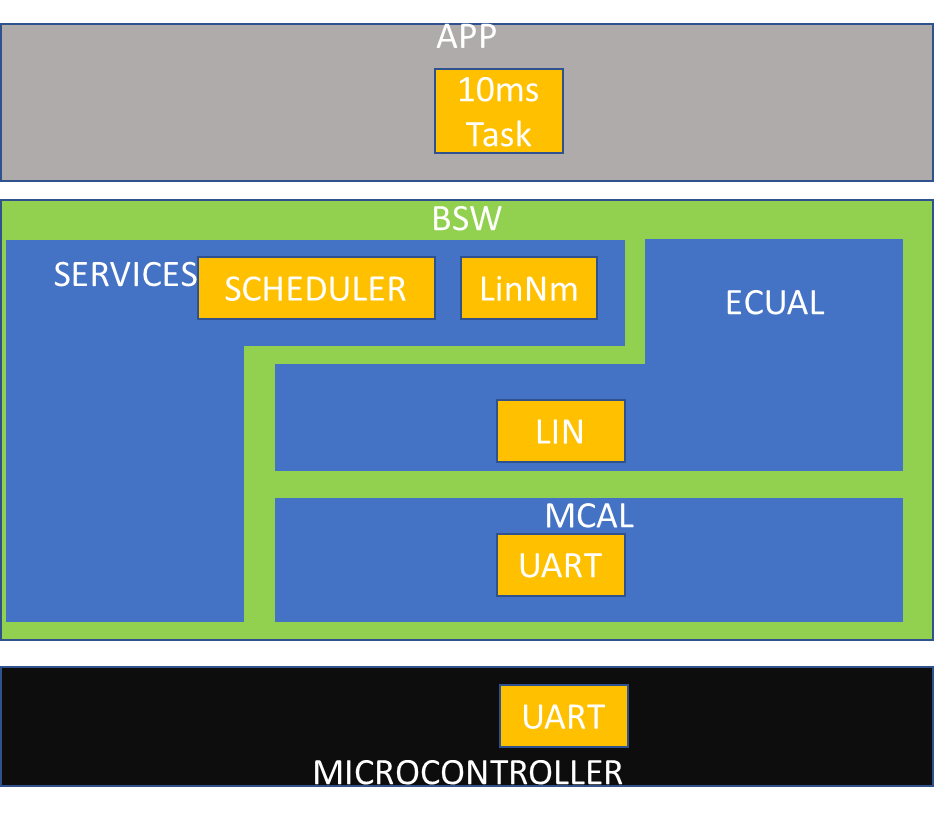 APP
10ms
Task
BSW
SERVICES
SCHEDULER
LinNm
ECUAL
LIN
MCAL
UART
UART
MICROCONTROLLER